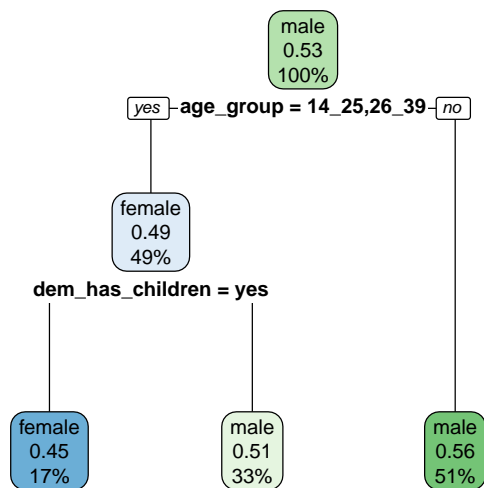 male
0.53
100%
yes age_group = 14_25,26_39 no
female
0.49
49%
dem_has_children = yes
female
0.45
17%
male
0.51
33%
male
0.56
51%